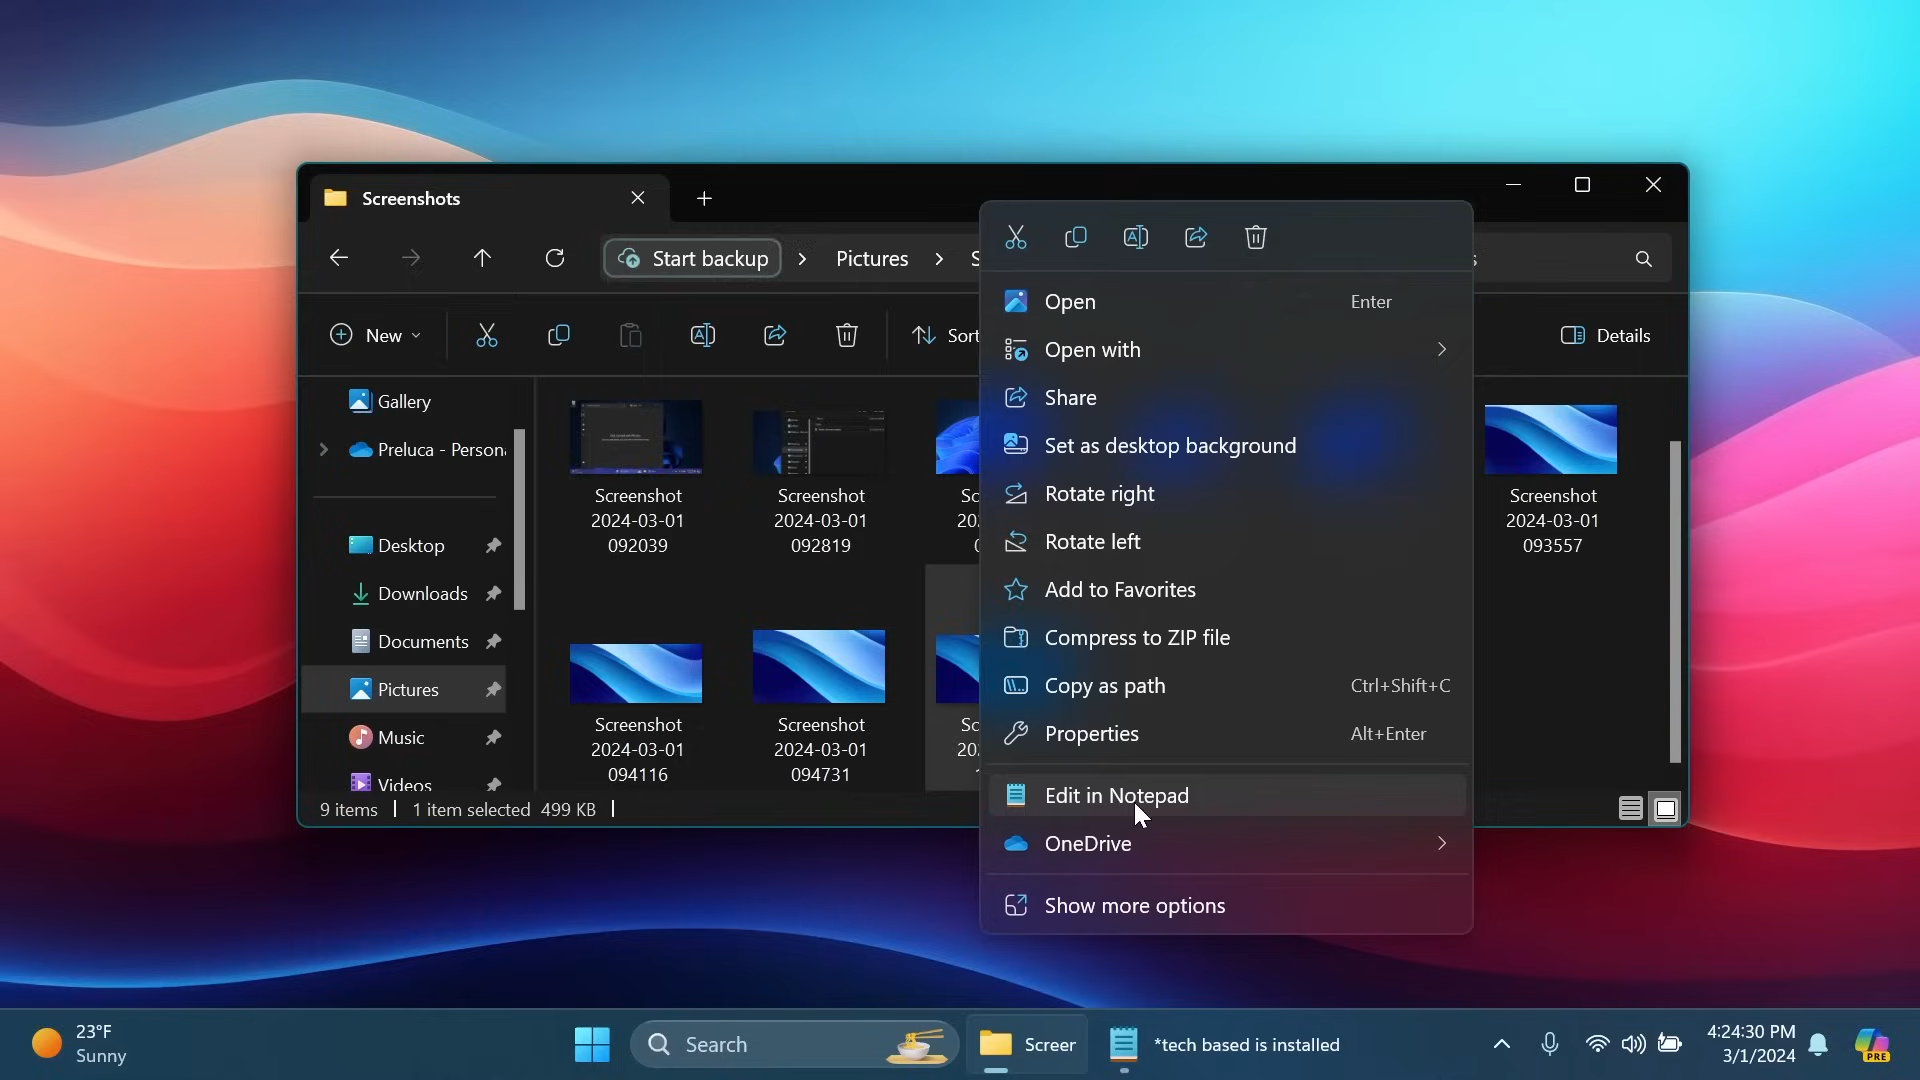 Screenshots
Start backup
Pictures
New
Details
Gallery
Preluca - Person
Desktop
Downloads
Documents
Pictures
Music
Videos
Screenshot
2024-03-01
092039
Screenshot
2024-03-01
092819
Screenshot
2024-03-01
093557
Screenshot
2024-03-01
094116
Screenshot
2024-03-01
094731
9 items
1 item selected 499 KB
Open Enter
Open with
Share
Set as desktop background
Rotate right
Rotate left
Add to Favorites
Compress to ZIP file
Copy as path Ctrl+Shift+C
Properties Alt+Enter
Edit in Notepad
OneDrive
Show more options
23°F
Sunny
Search
Screer
*tech based is installed
4:24:30 PM
3/1/2024
PRE